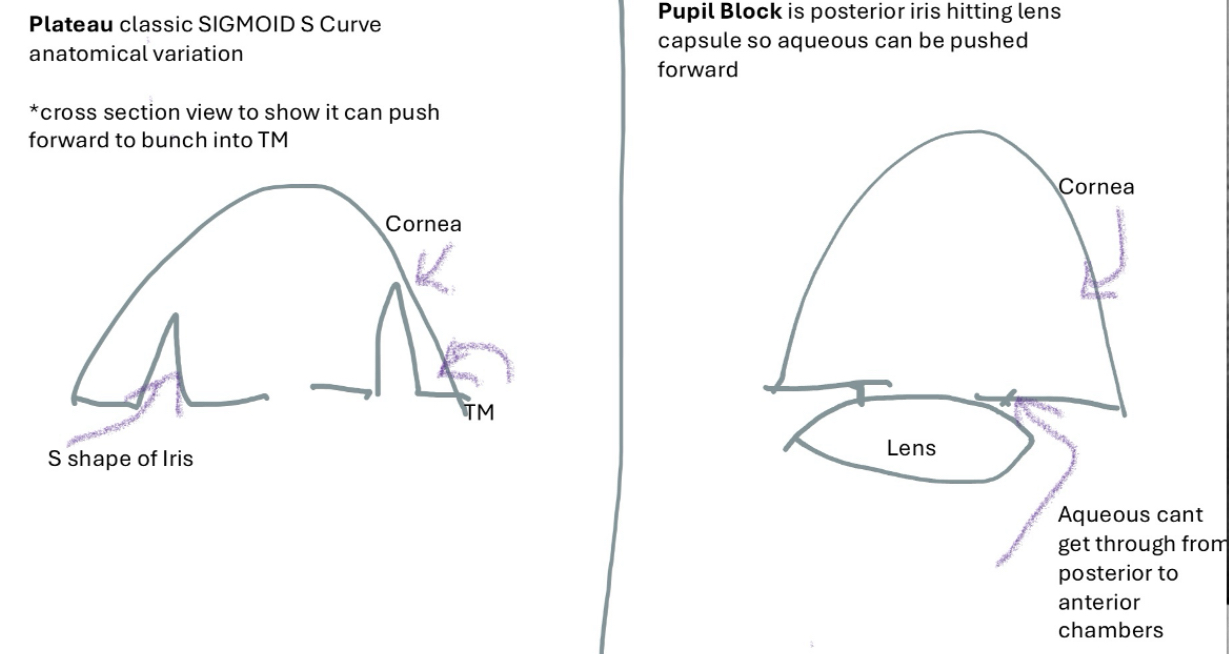 Plateau classic SIGMOID S Curve
anatomical variation
*cross section view to show it can push
forward to bunch into TM
Cornea
TM
S shape of Iris
Pupil Block is posterior iris hitting lens
capsule so aqueous can be pushed
forward
Cornea
Lens
Aqueous cant
get through from
posterior to
anterior
chambers